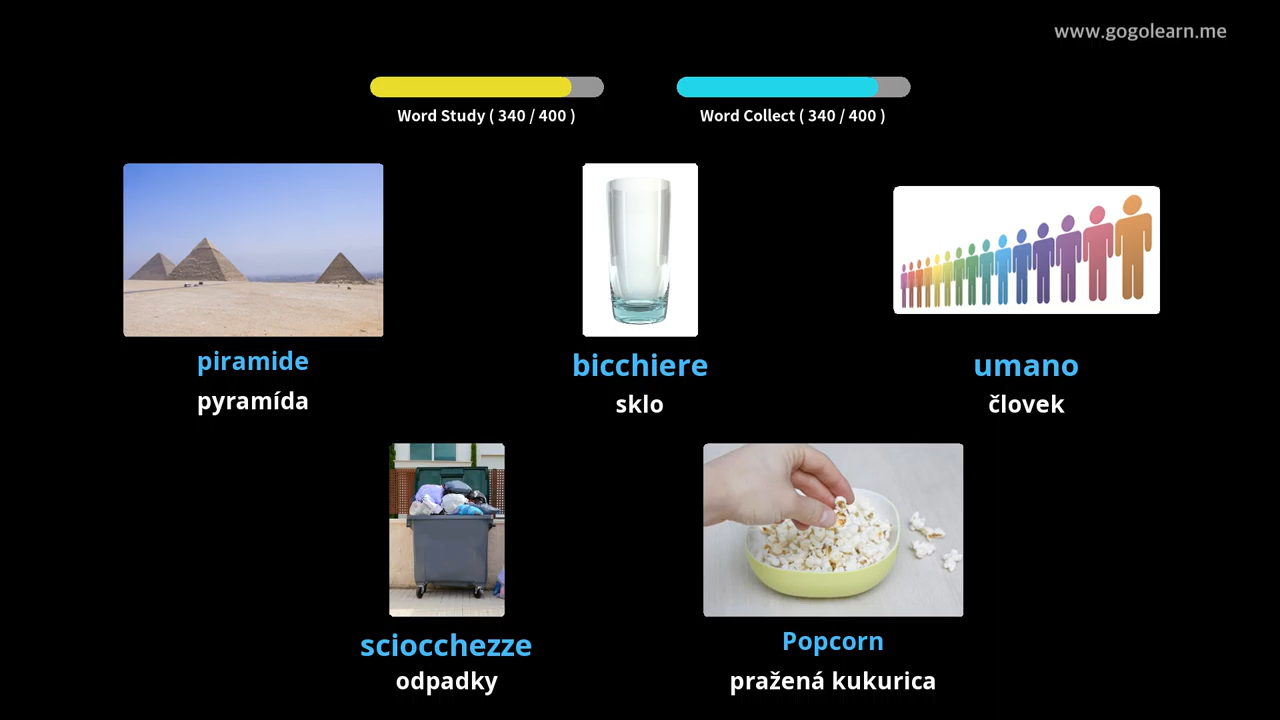 www.gogolearn.me
Word Study ( 340 / 400 )
Word Collect ( 340 / 400 )
piramide
bicchiere
umano
pyramída
sklo
človek
sciocchezze
Popcorn
odpadky
pražená kukurica